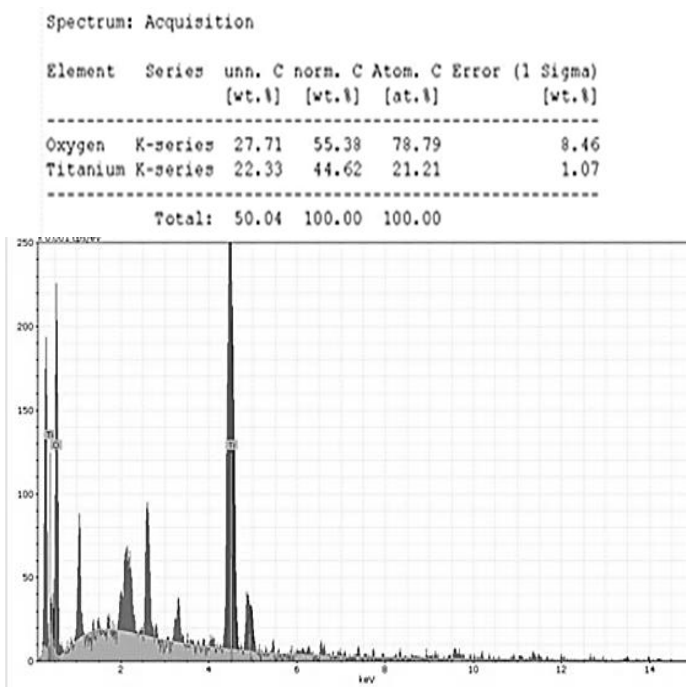 Spectrum: Acquisition
Element Series unn. C norm. C Atom. C Error (1 Sigma)
[wt.%] [wt.%] [at.%] [wt.%]
Oxygen K-series 27.71 55.38 78.79 8.46
Titanium K-series 22.33 44.62 21.21 1.07
Total: 50.04 100.00 100.00
250
200
150
100
50
0
Ti
O
Ti
2 4 6 8 10 12 14
keV